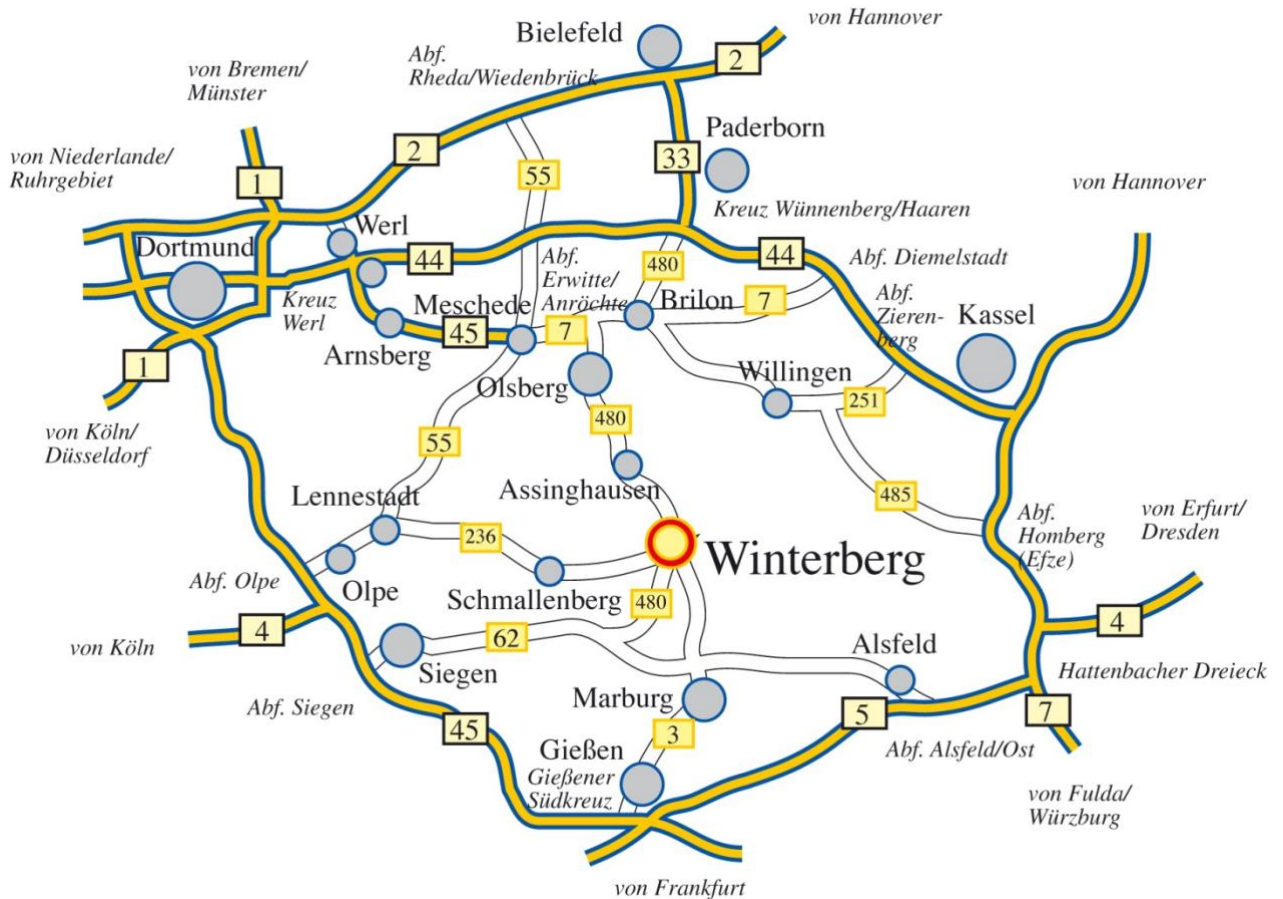 von Hannover
Bielefeld
2
Abf.
Rheda/Wiedenbrück
von Bremen/
Münster
Paderborn
2
33
von Niederlande/
Ruhrgebiet
1
55
von Hannover
Kreuz Wünnenberg/Haaren
Werl
Dortmund
44
480
44
Abf. Diemelstadt
Abf.
Erwitte/
Anröchte
Kreuz
Werl
Meschede
Brilon
7
Abf.
Zieren-
berg
Kassel
45
7
Arnsberg
1
Olsberg
Willingen
251
480
von Köln/
Düsseldorf
55
Assinghausen
485
Lennestadt
von Erfurt/
Dresden
Abf.
Homberg
(Efze)
236
Winterberg
Abf. Olpe
Olpe
Schmallenberg
480
4
von Köln
62
4
Alsfeld
Siegen
Hattenbacher Dreieck
Marburg
Abf. Siegen
5
7
45
3
Gießen
Abf. Alsfeld/Ost
Gießener
Südkreuz
von Fulda/
Würzburg
von Frankfurt